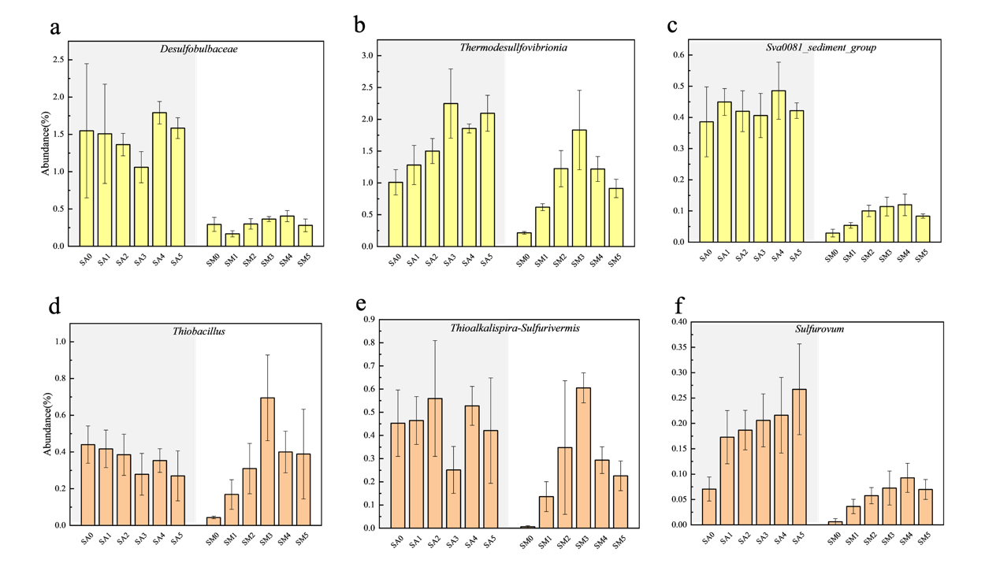 a
Desulfobulbaceae
Abundance(%)
2.5
2.0
1.5
1.0
0.5
0.0
SA0 SA1 SA2 SA3 SA4 SA5 SM0 SM1 SM2 SM3 SM4 SM5
b
Thermodesullfovibrionia
3.0
2.5
2.0
1.5
1.0
0.5
0.0
SA0 SA1 SA2 SA3 SA4 SA5 SM0 SM1 SM2 SM3 SM4 SM5
c
Sva0081_sediment_group
0.6
0.5
0.4
0.3
0.2
0.1
0.0
SA0 SA1 SA2 SA3 SA4 SA5 SM0 SM1 SM2 SM3 SM4 SM5
d
Thiobacillus
Abundance(%)
1.0
0.8
0.6
0.4
0.2
0.0
SA0 SA1 SA2 SA3 SA4 SA5 SM0 SM1 SM2 SM3 SM4 SM5
e
Thioalkalispira-Sulfurivermis
0.9
0.8
0.7
0.6
0.5
0.4
0.3
0.2
0.1
0.0
SA0 SA1 SA2 SA3 SA4 SA5 SM0 SM1 SM2 SM3 SM4 SM5
f
Sulfurovum
0.40
0.35
0.30
0.25
0.20
0.15
0.10
0.05
0.00
SA0 SA1 SA2 SA3 SA4 SA5 SM0 SM1 SM2 SM3 SM4 SM5